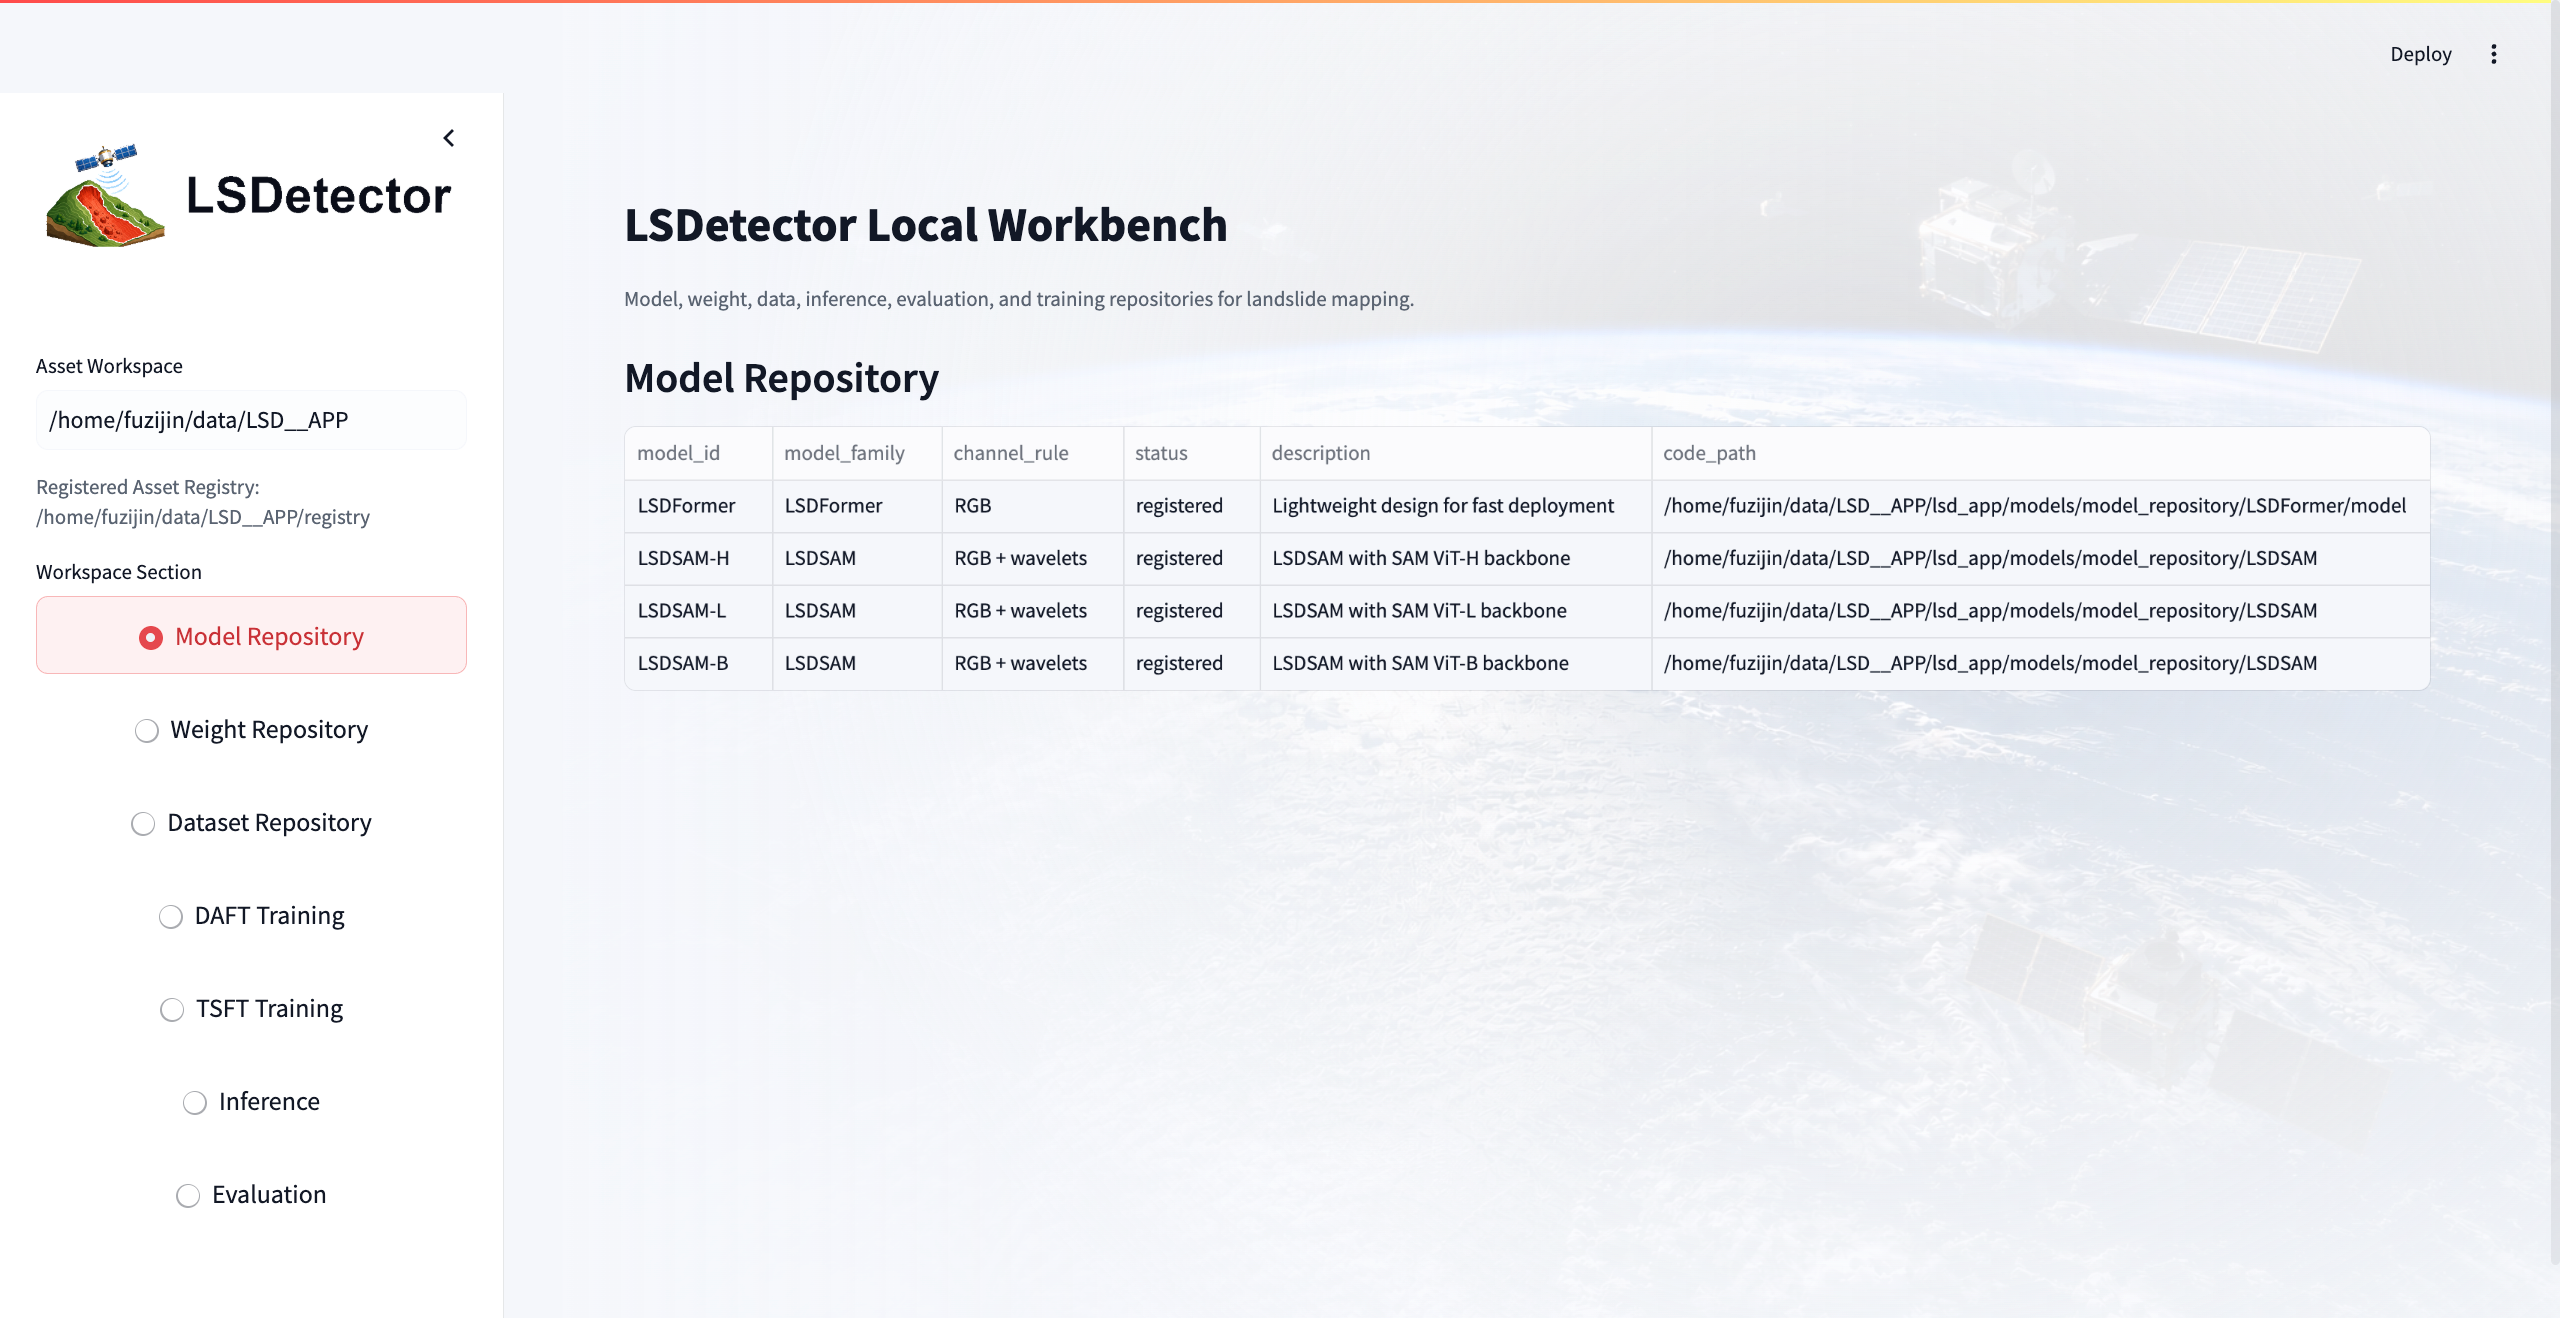 Deploy
LSDetector
Asset Workspace
/home/fuzijin/data/LSD__APP
Registered Asset Registry:
/home/fuzijin/data/LSD__APP/registry
Workspace Section
Model Repository
Weight Repository
Dataset Repository
DAFT Training
TSFT Training
Inference
Evaluation
LSDetector Local Workbench
Model, weight, data, inference, evaluation, and training repositories for landslide mapping.
Model Repository
model_id model_family channel_rule status description code_path
LSDFormer LSDFormer RGB registered Lightweight design for fast deployment /home/fuzijin/data/LSD__APP/lsd_app/models/model_repository/LSDFormer/model
LSDSAM-H LSDSAM RGB + wavelets registered LSDSAM with SAM ViT-H backbone /home/fuzijin/data/LSD__APP/lsd_app/models/model_repository/LSDSAM
LSDSAM-L LSDSAM RGB + wavelets registered LSDSAM with SAM ViT-L backbone /home/fuzijin/data/LSD__APP/lsd_app/models/model_repository/LSDSAM
LSDSAM-B LSDSAM RGB + wavelets registered LSDSAM with SAM ViT-B backbone /home/fuzijin/data/LSD__APP/lsd_app/models/model_repository/LSDSAM